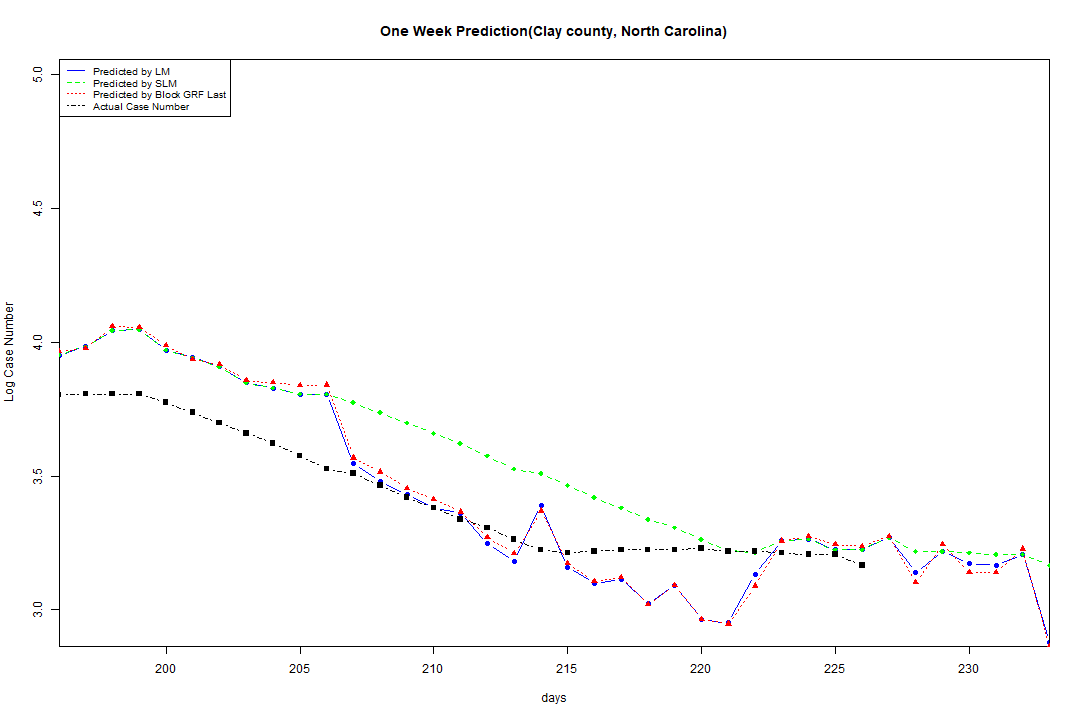 One Week Prediction(Clay county, North Carolina)
Predicted by LM
Predicted by SLM
Predicted by Block GRF Last
Actual Case Number
5.0
4.5
4.0
3.5
3.0
Log Case Number
200 205 210 215 220 225 230
days